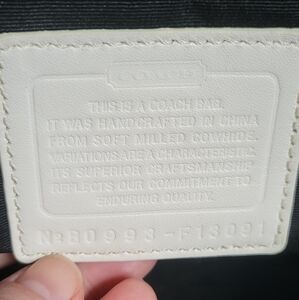 COACH
THIS IS A COACH BAG.
IT WAS HANDCRAFTED IN CHINA
FROM SOFT MILLED COWHIDE.
VARIATIONS ARE A CHARACTERISTIC.
ITS SUPERIOR CRAFTSMANSHIP
REFLECTS OUR COMMITMENT TO
ENDURING QUALITY.
Nº B0993-F13091